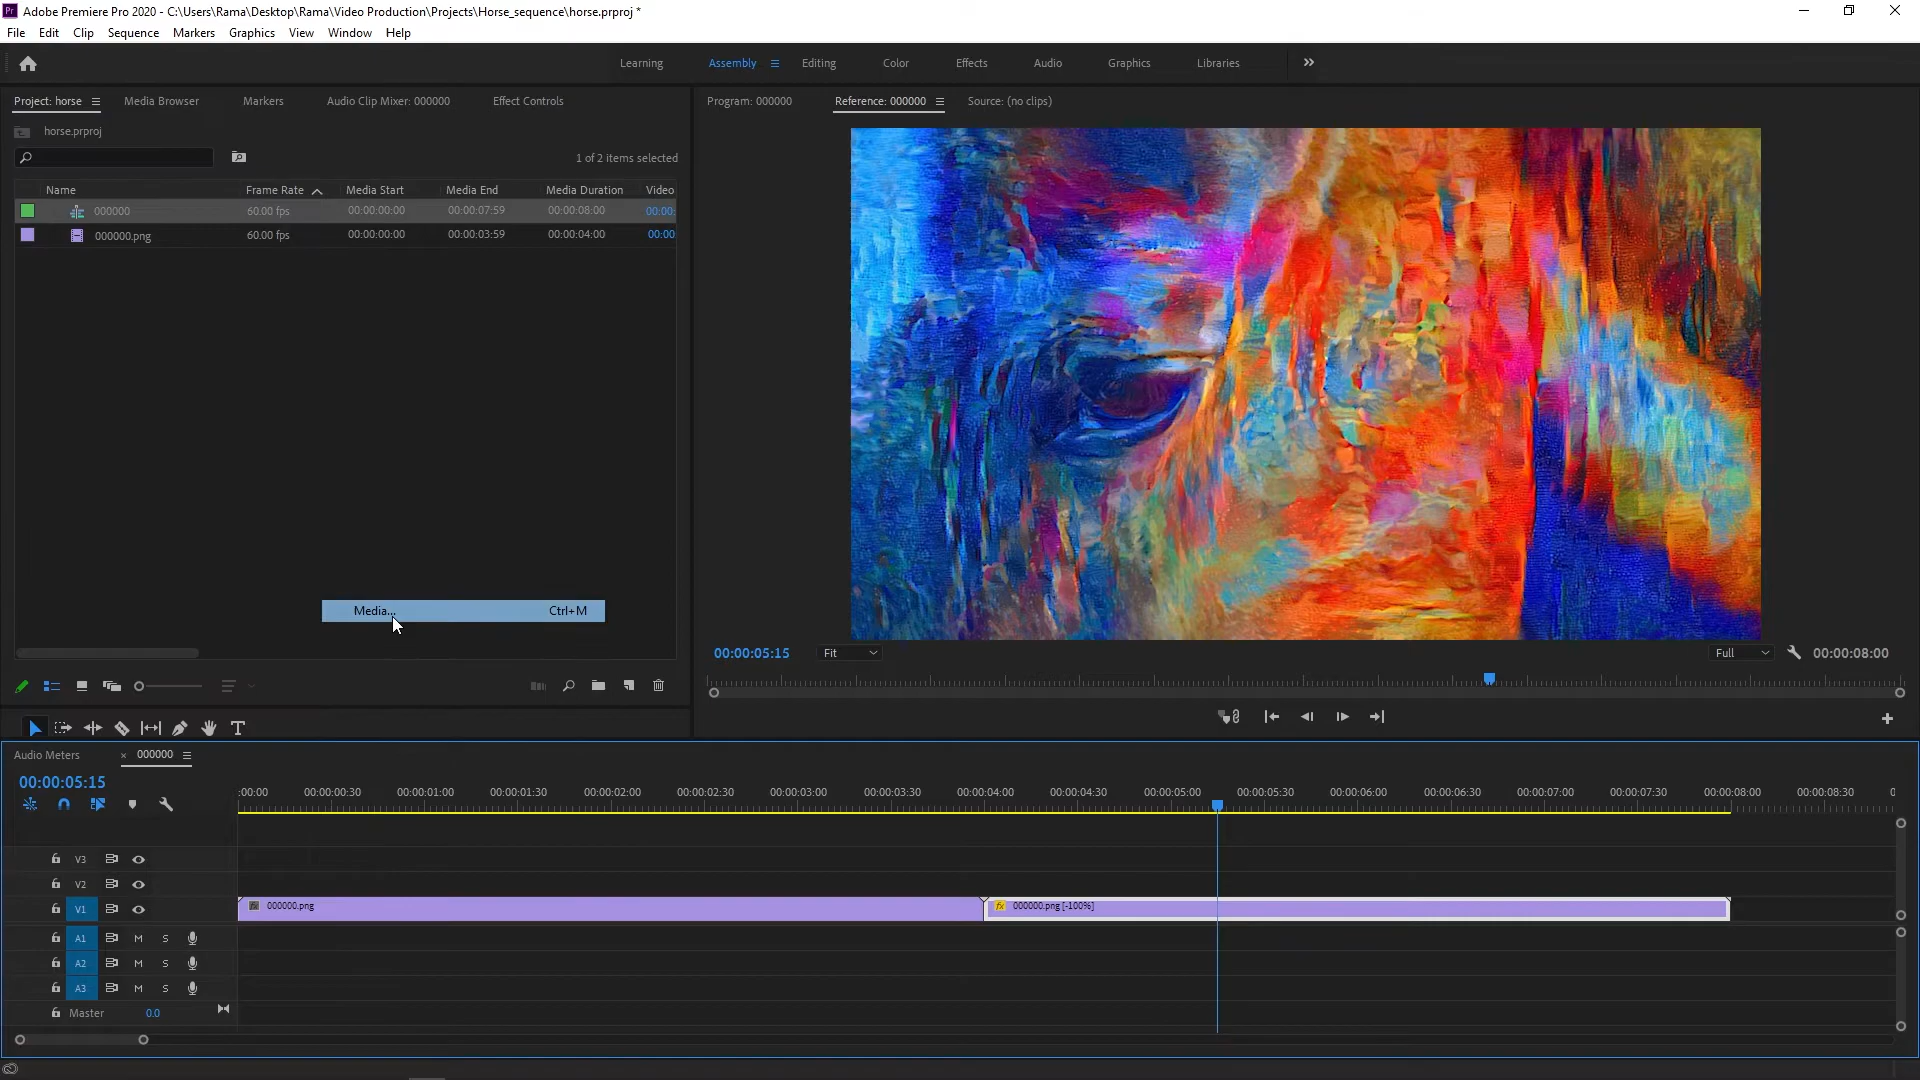 Adobe Premiere Pro 2020 - C:\Users\Rama\Desktop\Rama\Video Production\Projects\Horse_sequence\horse.prproj *
File Edit Clip Sequence Markers Graphics View Window Help
Learning Assembly Editing Color Effects Audio Graphics Libraries
Project: horse Media Browser Markers Audio Clip Mixer: 000000 Effect Controls
Program: 000000 Reference: 000000 Source: (no clips)
horse.prproj
1 of 2 items selected
Name Frame Rate Media Start Media End Media Duration Video
000000 60.00 fps 00:00:00:00 00:00:07:59 00:00:08:00 00:00:
000000.png 60.00 fps 00:00:00:00 00:00:03:59 00:00:04:00 00:00
Media... Ctrl+M
00:00:05:15 Fit Full 00:00:08:00
Audio Meters × 000000
00:00:05:15
:00:00 00:00:00:30 00:00:01:00 00:00:01:30 00:00:02:00 00:00:02:30 00:00:03:00 00:00:03:30 00:00:04:00 00:00:04:30 00:00:05:00 00:00:05:30 00:00:06:00 00:00:06:30 00:00:07:00 00:00:07:30 00:00:08:00 00:00:08:30 0
V3
V2
V1 fx 000000.png fx 000000.png [-100%]
A1 M S
A2 M S
A3 M S
Master 0.0